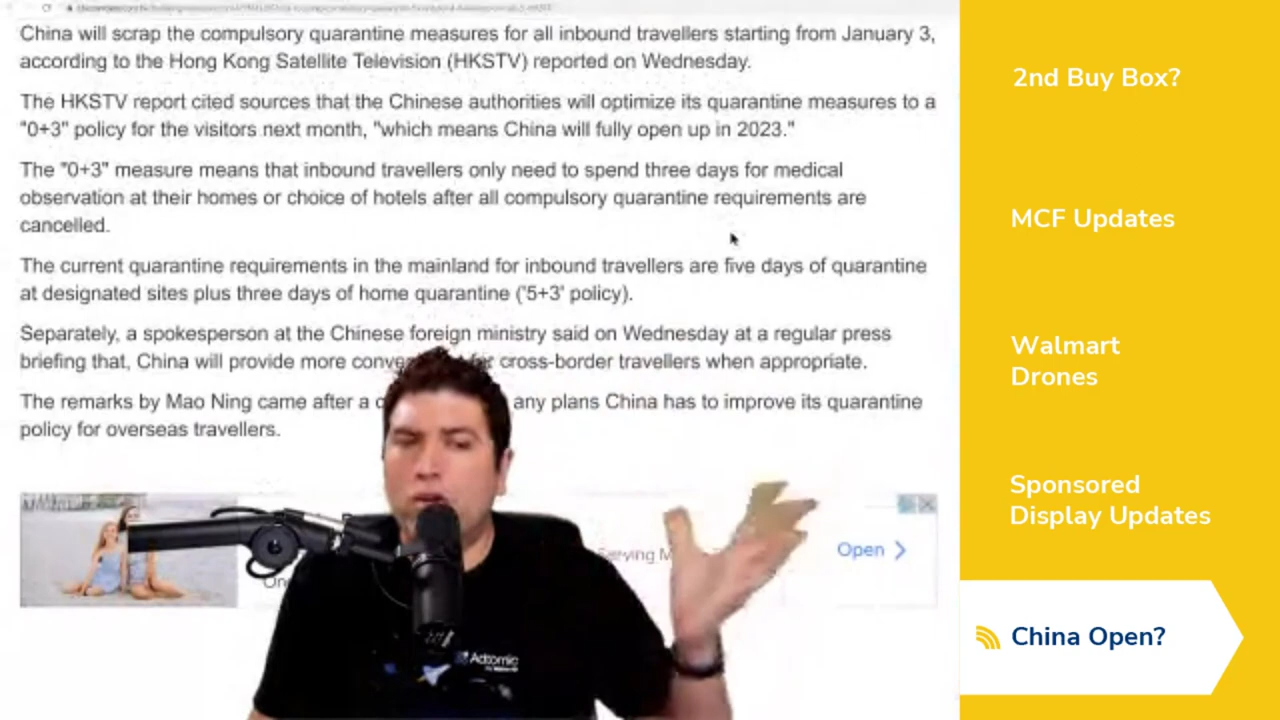 China will scrap the compulsory quarantine measures for all inbound travellers starting from January 3,
according to the Hong Kong Satellite Television (HKSTV) reported on Wednesday.
The HKSTV report cited sources that the Chinese authorities will optimize its quarantine measures to a
"0+3" policy for the visitors next month, "which means China will fully open up in 2023."
The "0+3" measure means that inbound travellers only need to spend three days for medical
observation at their homes or choice of hotels after all compulsory quarantine requirements are
cancelled.
The current quarantine requirements in the mainland for inbound travellers are five days of quarantine
at designated sites plus three days of home quarantine ('5+3' policy).
Separately, a spokesperson at the Chinese foreign ministry said on Wednesday at a regular press
briefing that, China will provide more cross-border travellers when appropriate.
The remarks by Mao Ning came after a any plans China has to improve its quarantine
policy for overseas travellers.
Serving
Open
Adtomic
2nd Buy Box?
MCF Updates
Walmart
Drones
Sponsored
Display Updates
China Open?